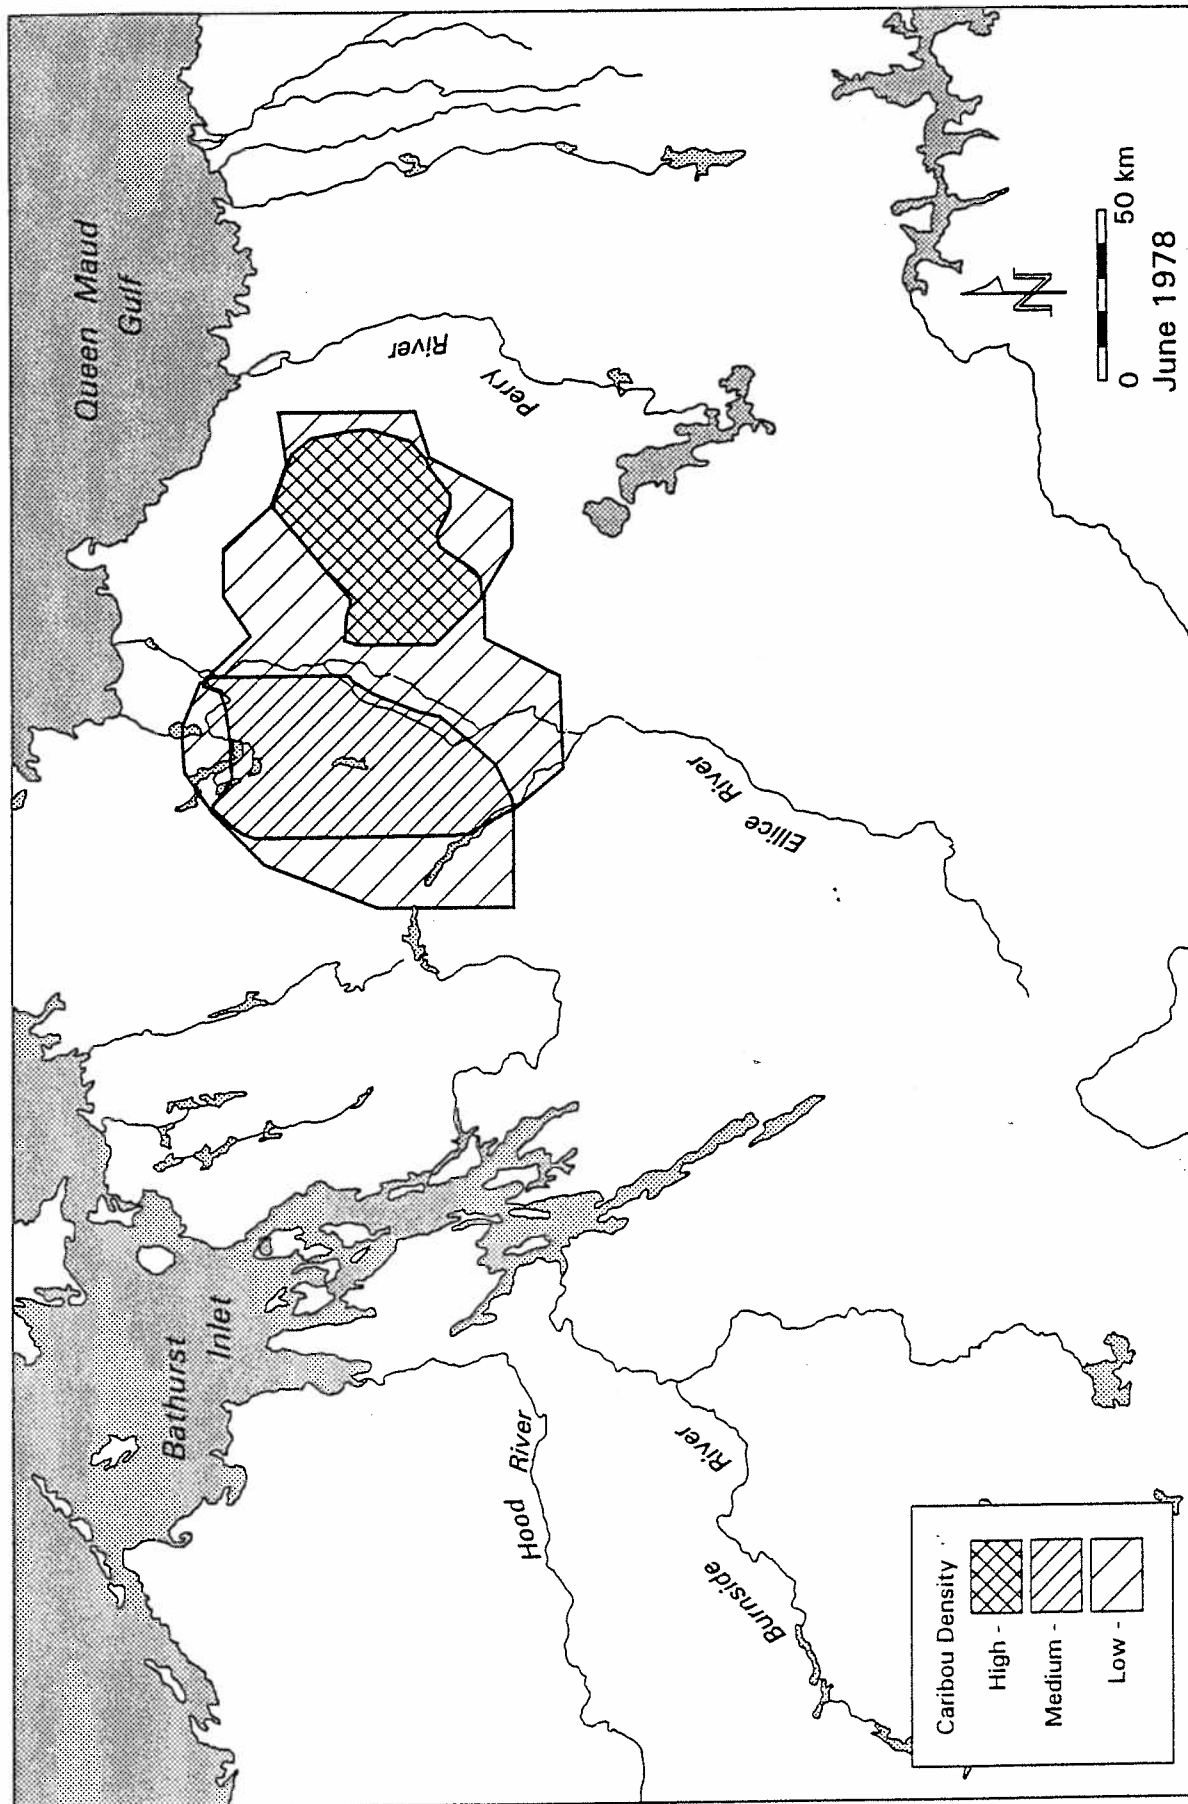 Queen Maud
Gulf
Bathurst
Inlet
Perry
River
Ellice River
Hood River
Burnside
River
Caribou Density
High -
Medium -
Low -
N
0 50 km
June 1978